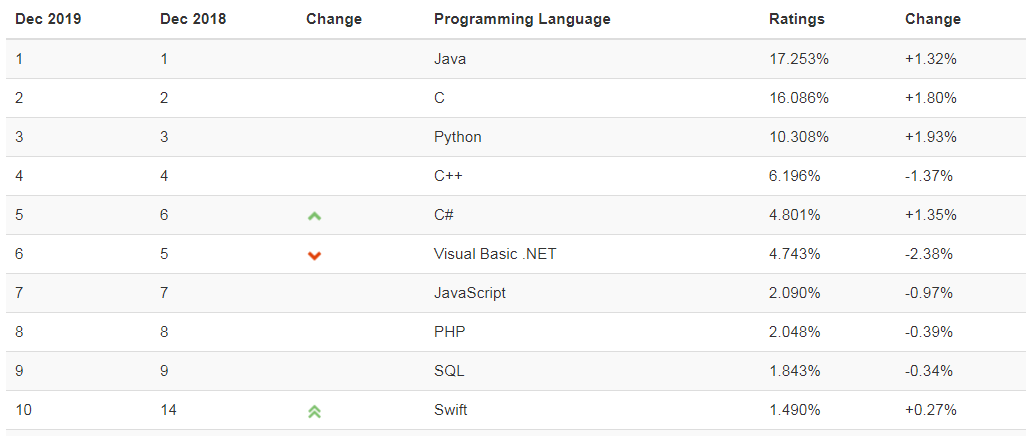 Dec 2019 Dec 2018 Change Programming Language Ratings Change
1 1 Java 17.253% +1.32%
2 2 C 16.086% +1.80%
3 3 Python 10.308% +1.93%
4 4 C++ 6.196% -1.37%
5 6 C# 4.801% +1.35%
6 5 Visual Basic .NET 4.743% -2.38%
7 7 JavaScript 2.090% -0.97%
8 8 PHP 2.048% -0.39%
9 9 SQL 1.843% -0.34%
10 14 Swift 1.490% +0.27%